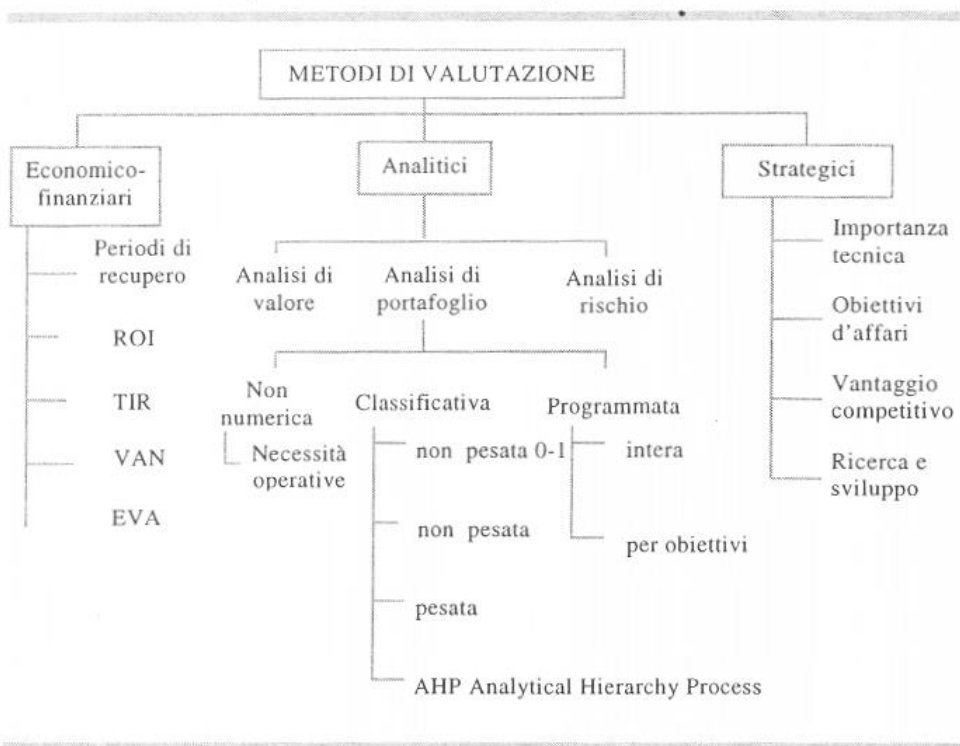 METODI DI VALUTAZIONE
Economico-
finanziari
Analitici
Strategici
Periodi di
recupero
ROI
TIR
VAN
EVA
Analisi di
valore
Analisi di
portafoglio
Analisi di
rischio
Non
numerica
Necessità
operative
Classificativa
non pesata 0-1
non pesata
pesata
AHP Analytical Hierarchy Process
Programmata
intera
per obiettivi
Importanza
tecnica
Obiettivi
d'affari
Vantaggio
competitivo
Ricerca e
sviluppo